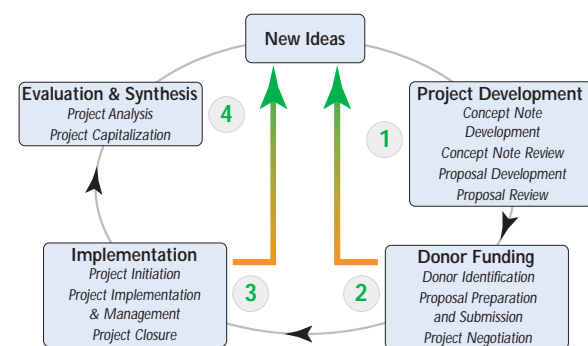 New Ideas
Project Development
Concept Note
Development
Concept Note Review
Proposal Development
Proposal Review
1
Donor Funding
Donor Identification
Proposal Preparation
and Submission
Project Negotiation
2
Implementation
Project Initiation
Project Implementation
& Management
Project Closure
3
Evaluation & Synthesis
Project Analysis
Project Capitalization
4